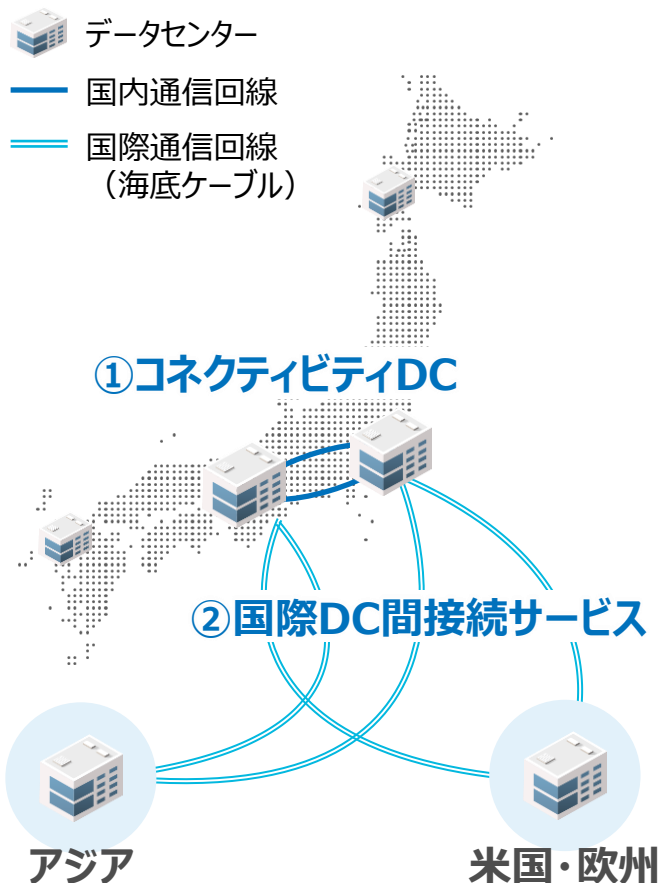 データセンター
国内通信回線
国際通信回線
（海底ケーブル）
①コネクティビティDC
②国際DC間接続サービス
アジア
米国・欧州